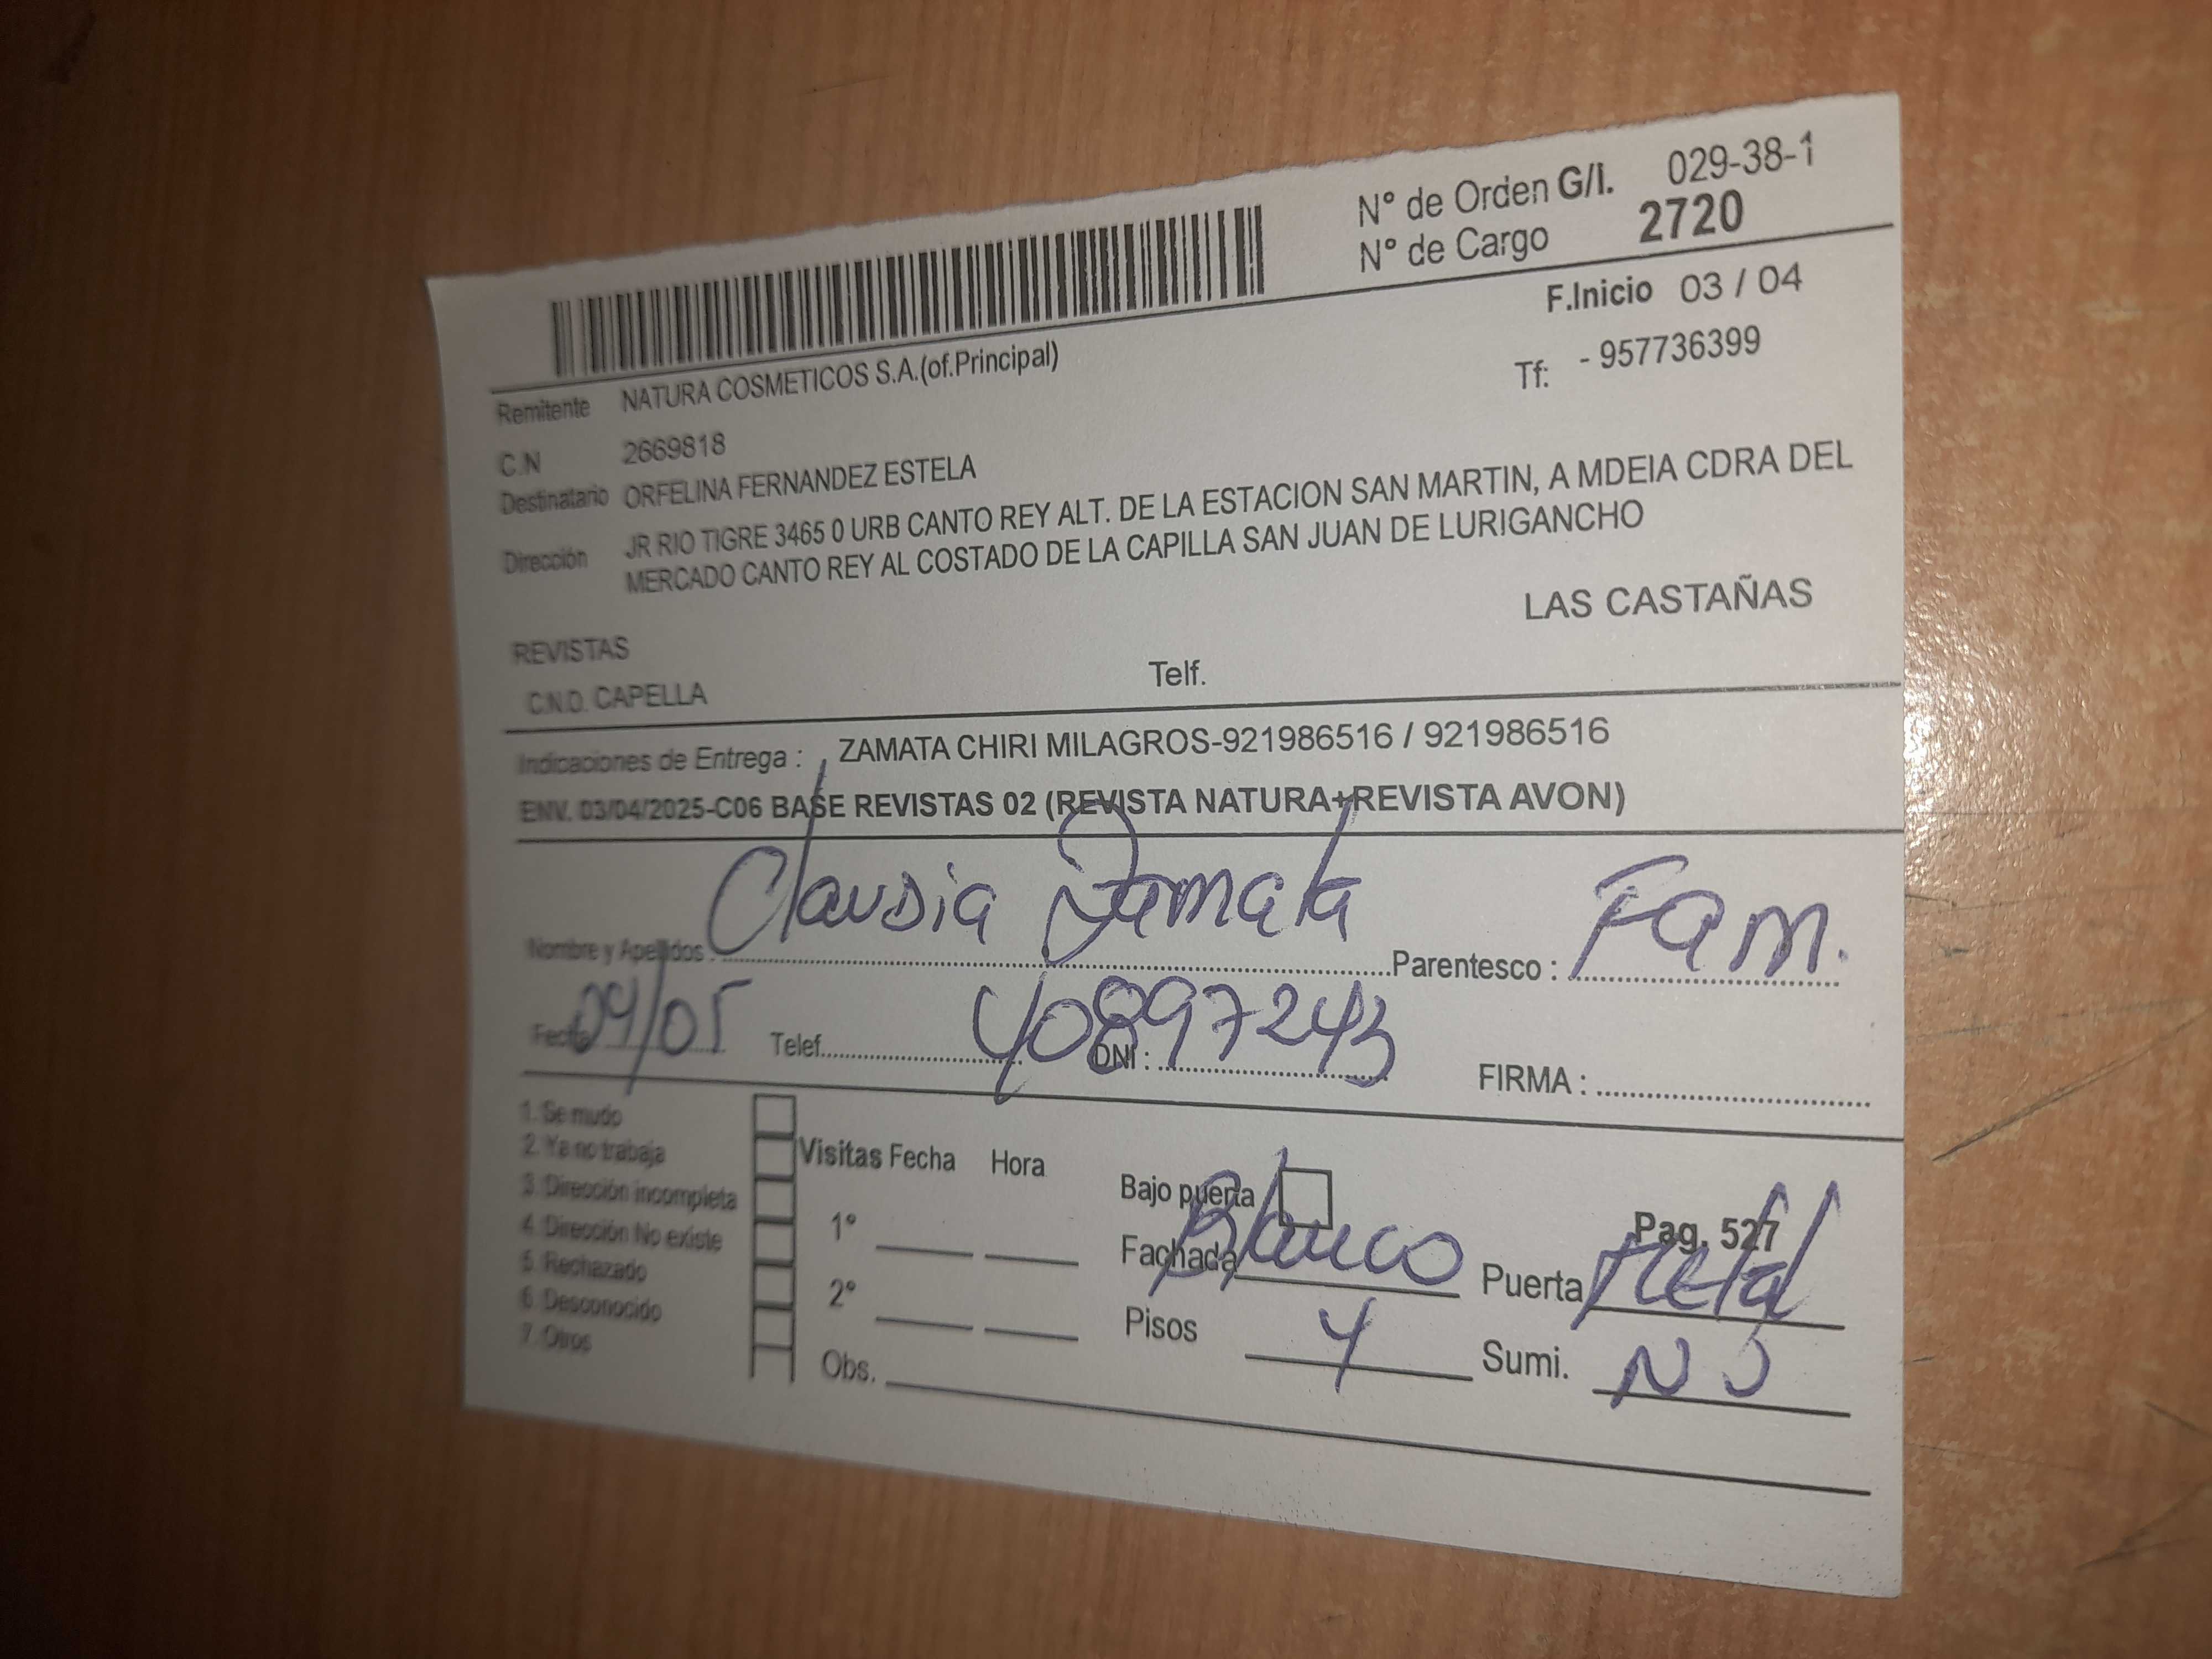 N° de Orden G/I. 029-38-1
N° de Cargo 2720
F.Inicio 03 / 04
Remitente NATURA COSMETICOS S.A.(of.Principal)
Tf: - 957736399
C.N 2669818
Destinatario ORFELINA FERNANDEZ ESTELA
Dirección JR RIO TIGRE 3465 0 URB CANTO REY ALT. DE LA ESTACION SAN MARTIN, A MDEIA CDRA DEL
MERCADO CANTO REY AL COSTADO DE LA CAPILLA SAN JUAN DE LURIGANCHO
LAS CASTAÑAS
REVISTAS
C.N.D. CAPELLA Telf.
Indicaciones de Entrega : ZAMATA CHIRI MILAGROS-921986516 / 921986516
ENV. 03/04/2025-C06 BASE REVISTAS 02 (REVISTA NATURA+REVISTA AVON)
Nombre y Apellidos : Claudia Zamata Parentesco : Fam.
Fecha 04/05 Telef. DNI : 40897243 FIRMA :
1. Se mudo
2. Ya no trabaja
3. Dirección incompleta
4. Dirección No existe
5. Rechazado
6. Desconocido
7. Otros
Visitas Fecha Hora
1°
2°
Obs.
Bajo puerta
Pag. 527
Fachada Blanco Puerta Metal
Pisos 4 Sumi.